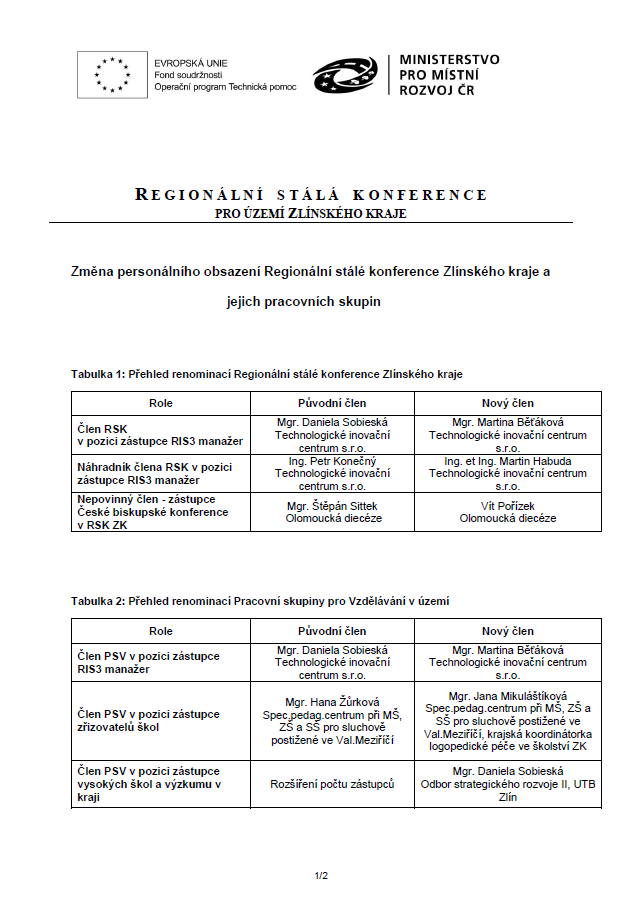 EVROPSKÁ UNIE
Fond soudržnosti
Operační program Technická pomoc
MINISTERSTVO
PRO MÍSTNÍ
ROZVOJ ČR
REGIONÁLNÍ STÁLÁ KONFERENCE
PRO ÚZEMÍ ZLÍNSKÉHO KRAJE
Změna personálního obsazení Regionální stálé konference Zlínského kraje a
jejich pracovních skupin
Tabulka 1: Přehled renominací Regionální stálé konference Zlínského kraje
Role
Původní člen
Nový člen
Člen RSK
v pozici zástupce RIS3 manažer
Mgr. Daniela Sobieská
Technologické inovační
centrum s.r.o.
Mgr. Martina Běťáková
Technologické inovační centrum
s.r.o.
Náhradník člena RSK v pozici
zástupce RIS3 manažer
Ing. Petr Konečný
Technologické inovační
centrum s.r.o.
Ing. et Ing. Martin Habuda
Technologické inovační centrum
s.r.o.
Nepovinný člen - zástupce
České biskupské konference
v RSK ZK
Mgr. Štěpán Sittek
Olomoucká diecéze
Vít Pořízek
Olomoucká diecéze
Tabulka 2: Přehled renominací Pracovní skupiny pro Vzdělávání v území
Role
Původní člen
Nový člen
Člen PSV v pozici zástupce
RIS3 manažer
Mgr. Daniela Sobieská
Technologické inovační
centrum s.r.o.
Mgr. Martina Běťáková
Technologické inovační centrum
s.r.o.
Člen PSV v pozici zástupce
zřizovatelů škol
Mgr. Hana Žůrková
Spec.pedag.centrum při MŠ,
ZŠ a SŠ pro sluchově
postižené ve Val.Meziříčí
Mgr. Jana Mikuláštíková
Spec.pedag.centrum při MŠ, ZŠ a
SŠ pro sluchově postižené ve
Val.Meziříčí, krajská koordinátorka
logopedické péče ve školství ZK
Člen PSV v pozici zástupce
vysokých škol a výzkumu v
kraji
Rozšíření počtu zástupců
Mgr. Daniela Sobieská
Odbor strategického rozvoje II, UTB
Zlín
1/2